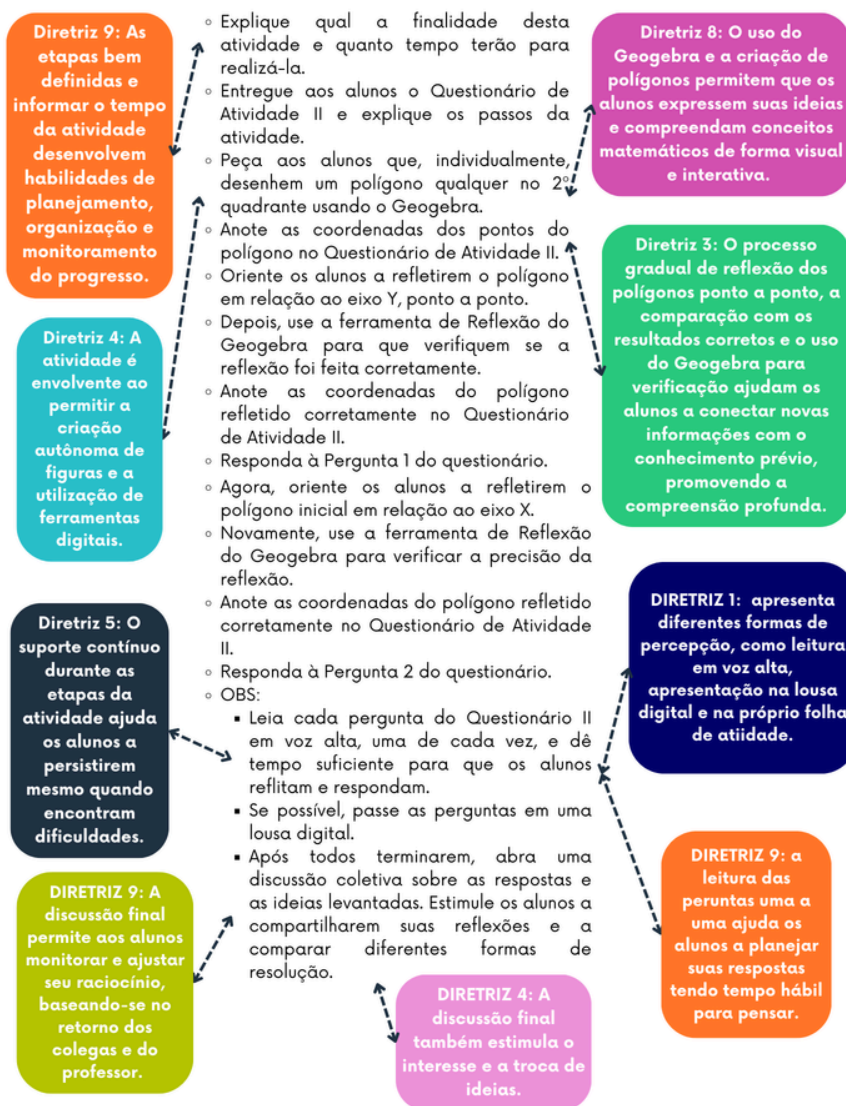 Diretriz 9: As
etapas bem
definidas e
informar o tempo
da atividade
desenvolvem
habilidades de
planejamento,
organização e
monitoramento
do progresso.
Diretriz 4: A
atividade é
envolvente ao
permitir a
criação
autônoma de
figuras e a
utilização de
ferramentas
digitais.
Diretriz 5: O
suporte contínuo
durante as
etapas da
atividade ajuda
os alunos a
persistirem
mesmo quando
encontram
dificuldades.
DIRETRIZ 9: A
discussão final
permite aos alunos
monitorar e ajustar
seu raciocínio,
baseando-se no
retorno dos
colegas e do
professor.
◦ Explique qual a finalidade desta
atividade e quanto tempo terão para
realizá-la.
◦ Entregue aos alunos o Questionário de
Atividade II e explique os passos da
atividade.
◦ Peça aos alunos que, individualmente,
desenhem um polígono qualquer no 2°
quadrante usando o Geogebra.
◦ Anote as coordenadas dos pontos do
polígono no Questionário de Atividade II.
◦ Oriente os alunos a refletirem o polígono
em relação ao eixo Y, ponto a ponto.
◦ Depois, use a ferramenta de Reflexão do
Geogebra para que verifiquem se a
reflexão foi feita corretamente.
◦ Anote as coordenadas do polígono
refletido corretamente no Questionário
de Atividade II.
◦ Responda à Pergunta 1 do questionário.
◦ Agora, oriente os alunos a refletirem o
polígono inicial em relação ao eixo X.
◦ Novamente, use a ferramenta de Reflexão
do Geogebra para verificar a precisão da
reflexão.
◦ Anote as coordenadas do polígono refletido
corretamente no Questionário de Atividade
II.
◦ Responda à Pergunta 2 do questionário.
◦ OBS:
▪ Leia cada pergunta do Questionário II
em voz alta, uma de cada vez, e dê
tempo suficiente para que os alunos
reflitam e respondam.
▪ Se possível, passe as perguntas em uma
lousa digital.
▪ Após todos terminarem, abra uma
discussão coletiva sobre as respostas e
as ideias levantadas. Estimule os alunos a
compartilharem suas reflexões e a
comparar diferentes formas de
resolução.
DIRETRIZ 4: A
discussão final
também estimula o
interesse e a troca de
ideias.
Diretriz 8: O uso do
Geogebra e a criação de
polígonos permitem que os
alunos expressem suas ideias
e compreendam conceitos
matemáticos de forma visual
e interativa.
Diretriz 3: O processo
gradual de reflexão dos
polígonos ponto a ponto, a
comparação com os
resultados corretos e o uso
do Geogebra para
verificação ajudam os
alunos a conectar novas
informações com o
conhecimento prévio,
promovendo a
compreensão profunda.
DIRETRIZ 1: apresenta
diferentes formas de
percepção, como leitura
em voz alta,
apresentação na lousa
digital e na próprio folha
de atiidade.
DIRETRIZ 9: a
leitura das
peruntas uma a
uma ajuda os
alunos a planejar
suas respostas
tendo tempo hábil
para pensar.